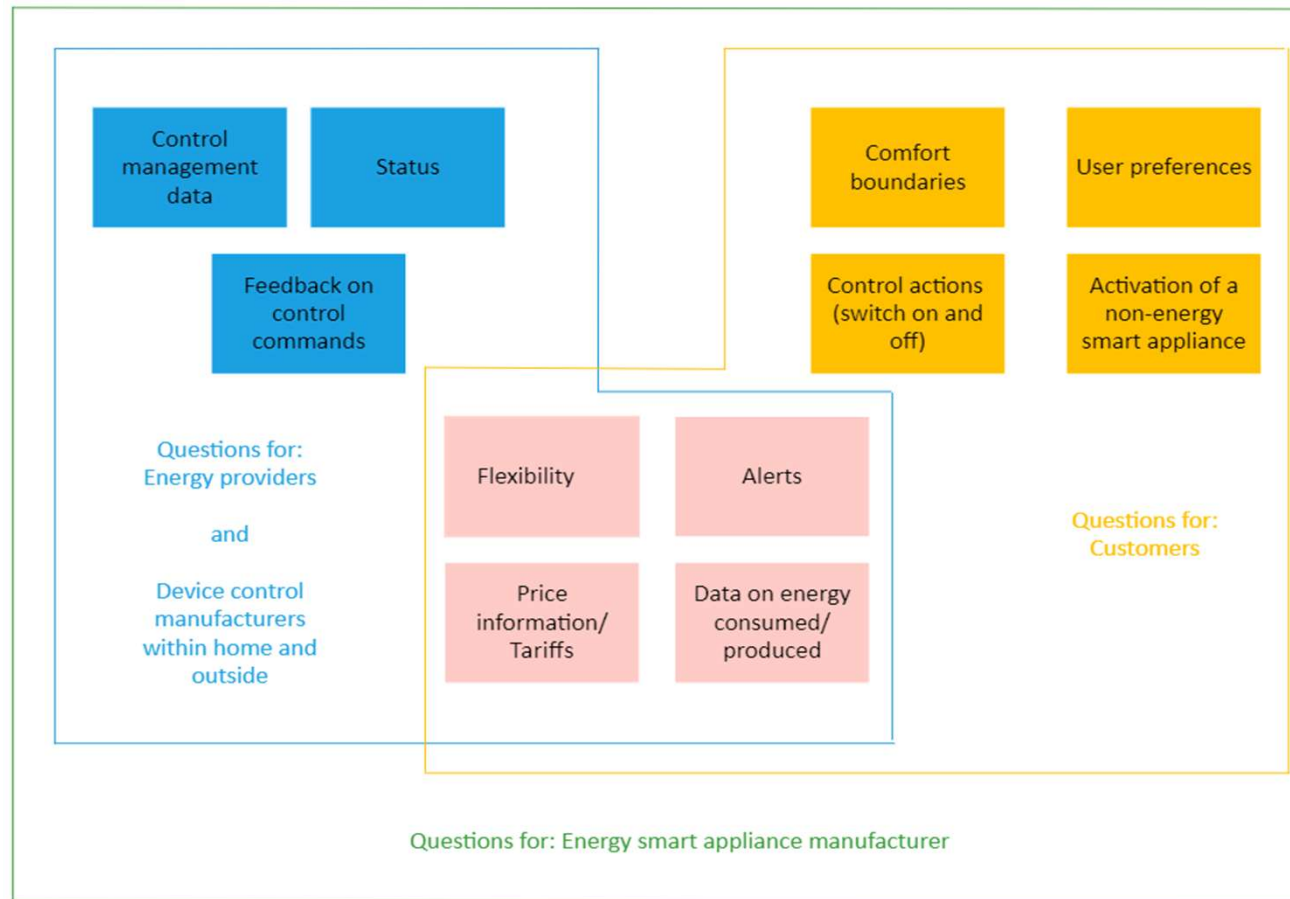 Control
management
data
Status
Feedback on
control
commands
Comfort
boundaries
User preferences
Control actions
(switch on and
off)
Activation of a
non-energy
smart appliance
Questions for:
Energy providers
and
Device control
manufacturers
within home and
outside
Flexibility
Alerts
Price
information/
Tariffs
Data on energy
consumed/
produced
Questions for:
Customers
Questions for: Energy smart appliance manufacturer